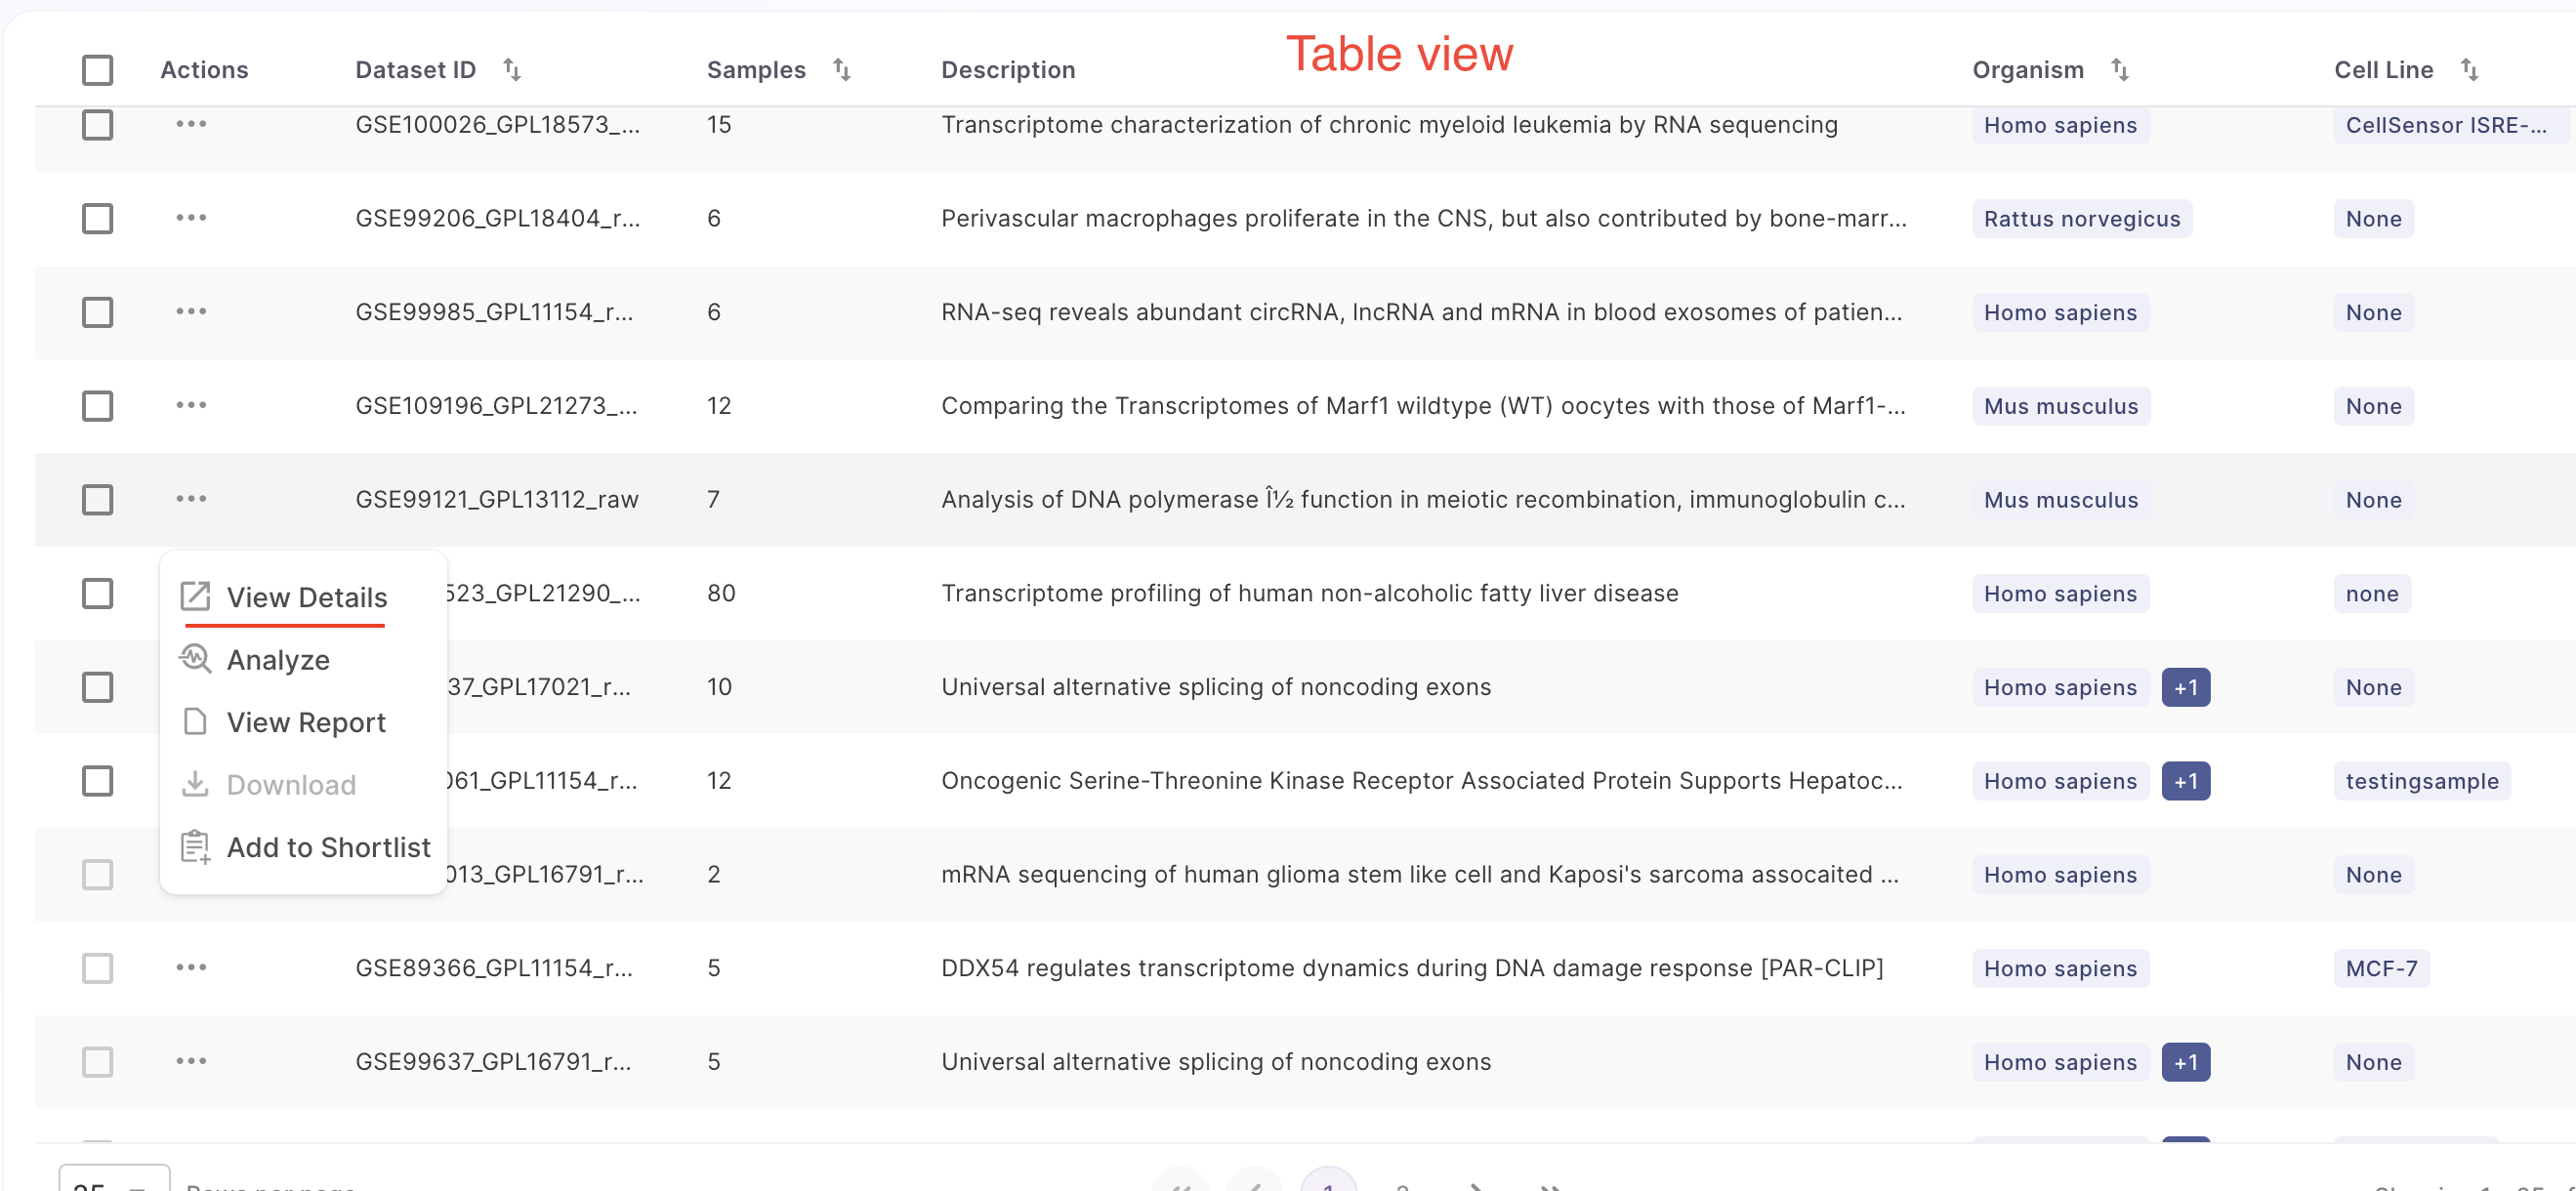 Table view
Actions Dataset ID Samples Description Organism Cell Line
GSE100026_GPL18573_... 15 Transcriptome characterization of chronic myeloid leukemia by RNA sequencing Homo sapiens CellSensor ISRE-...
GSE99206_GPL18404_r... 6 Perivascular macrophages proliferate in the CNS, but also contributed by bone-marr... Rattus norvegicus None
GSE99985_GPL11154_r... 6 RNA-seq reveals abundant circRNA, lncRNA and mRNA in blood exosomes of patien... Homo sapiens None
GSE109196_GPL21273_... 12 Comparing the Transcriptomes of Marf1 wildtype (WT) oocytes with those of Marf1-... Mus musculus None
GSE99121_GPL13112_raw 7 Analysis of DNA polymerase Î½ function in meiotic recombination, immunoglobulin c... Mus musculus None
523_GPL21290_... 80 Transcriptome profiling of human non-alcoholic fatty liver disease Homo sapiens none
37_GPL17021_r... 10 Universal alternative splicing of noncoding exons Homo sapiens +1 None
061_GPL11154_r... 12 Oncogenic Serine-Threonine Kinase Receptor Associated Protein Supports Hepatoc... Homo sapiens +1 testingsample
013_GPL16791_r... 2 mRNA sequencing of human glioma stem like cell and Kaposi's sarcoma assocaited ... Homo sapiens None
GSE89366_GPL11154_r... 5 DDX54 regulates transcriptome dynamics during DNA damage response [PAR-CLIP] Homo sapiens MCF-7
GSE99637_GPL16791_r... 5 Universal alternative splicing of noncoding exons Homo sapiens +1 None
View Details
Analyze
View Report
Download
Add to Shortlist
Rows per page